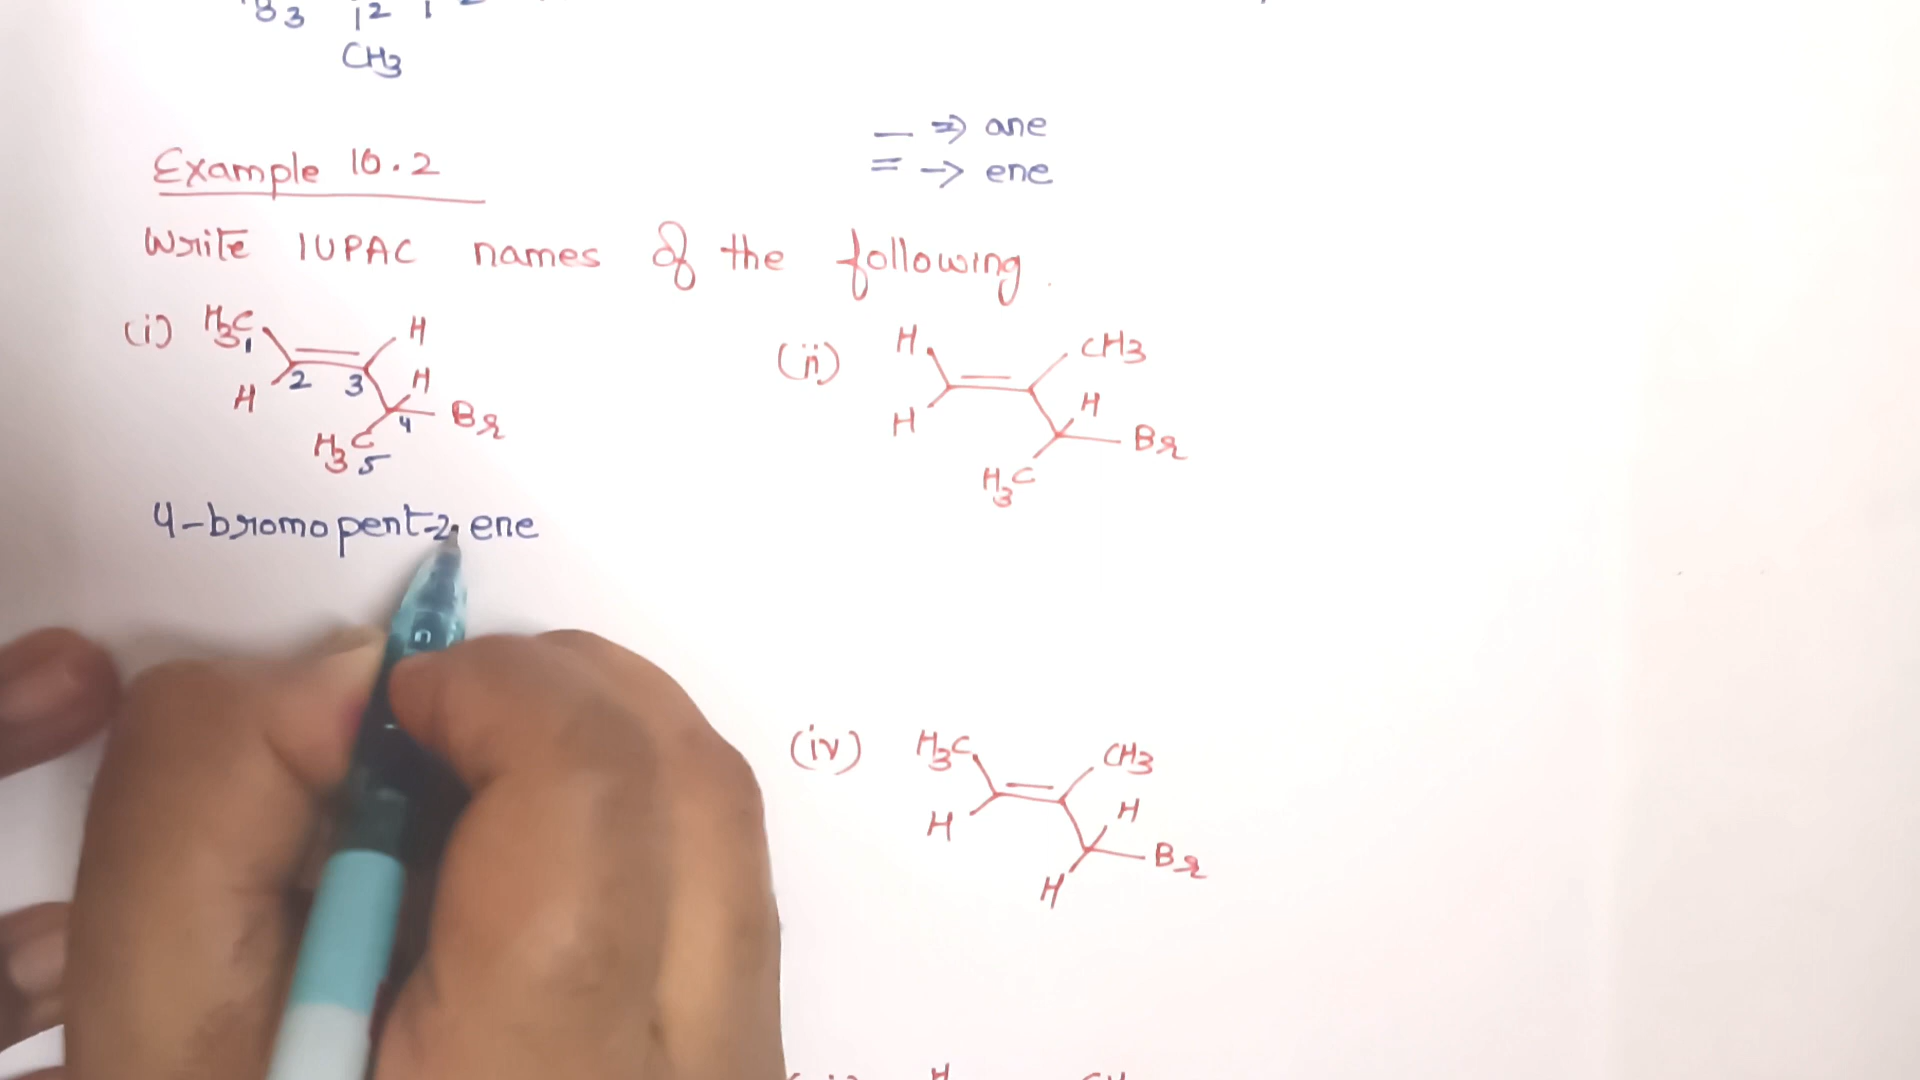 CH3
— => ane
= -> ene
Example 10.2
Write IUPAC names of the following.
(i) H3C H
1 2 3
H H
4 Br
H3C 5
4-bromopent-2-ene
(ii) H CH3
H H
Br
H3C
(iv) H3C CH3
H H
Br
H